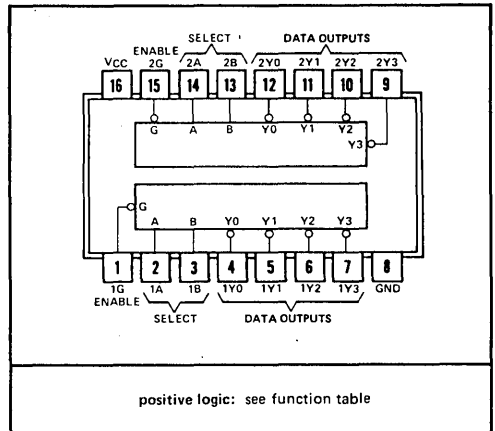 SELECT DATA OUTPUTS
ENABLE
VCC 2G 2A 2B 2Y0 2Y1 2Y2 2Y3
16 15 14 13 12 11 10 9
G A B Y0 Y1 Y2
Y3
G
A B Y0 Y1 Y2 Y3
1 2 3 4 5 6 7 8
1G 1A 1B 1Y0 1Y1 1Y2 1Y3 GND
ENABLE
SELECT DATA OUTPUTS
positive logic: see function table